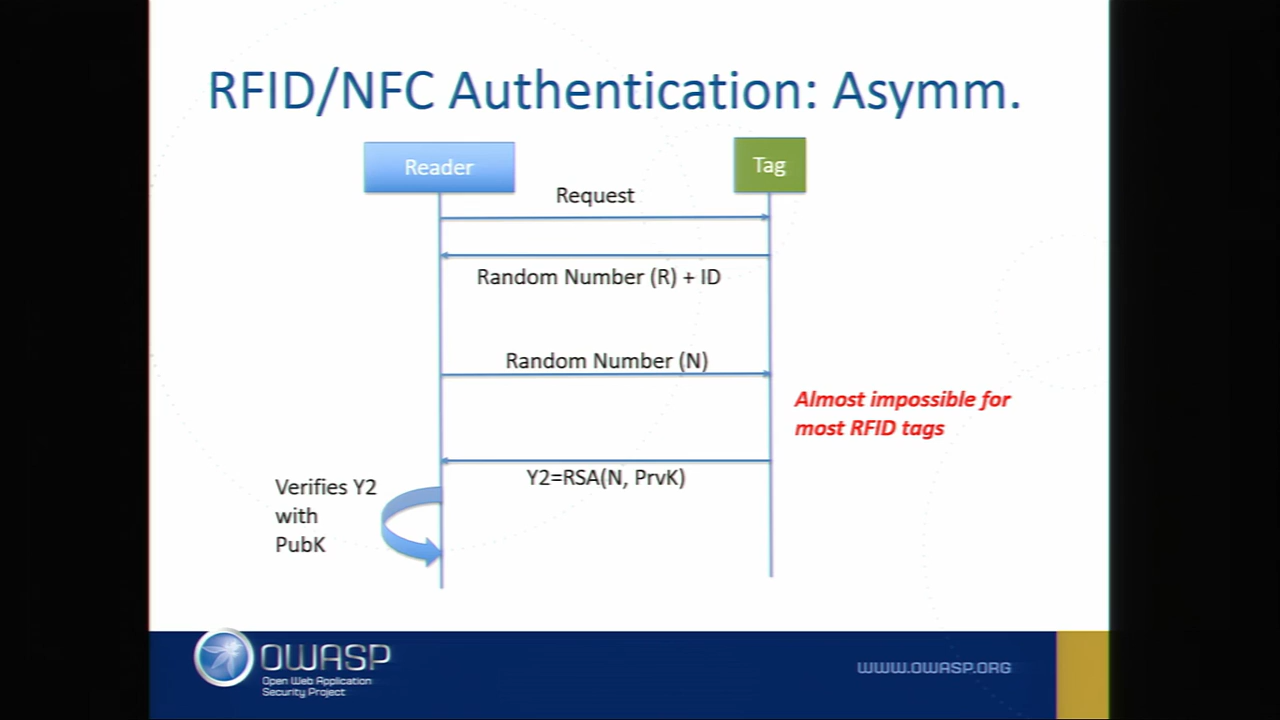 RFID/NFC Authentication: Asymm.
Reader
Tag
Request
Random Number (R) + ID
Random Number (N)
Almost impossible for
most RFID tags
Y2=RSA(N, PrvK)
Verifies Y2
with
PubK
OWASP
Open Web Application
Security Project
WWW.OWASP.ORG